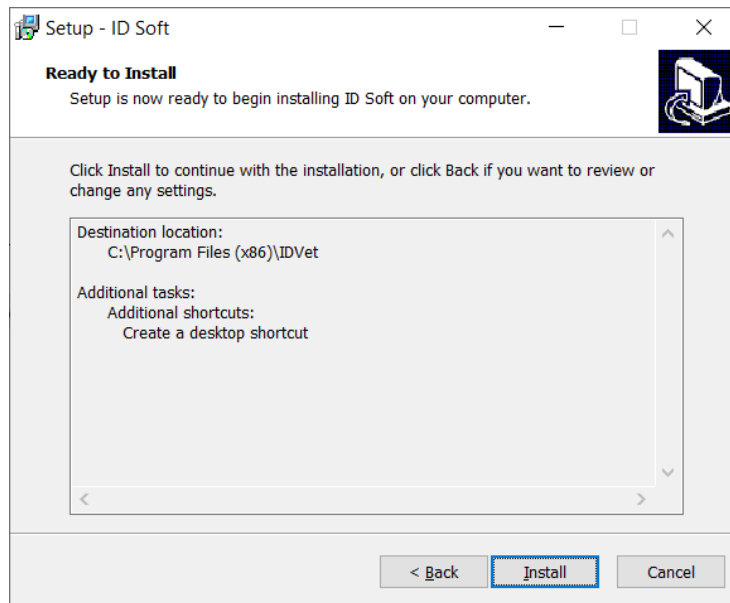 Setup - ID Soft
Ready to Install
Setup is now ready to begin installing ID Soft on your computer.
Click Install to continue with the installation, or click Back if you want to review or
change any settings.
Destination location:
C:\Program Files (x86)\IDVet
Additional tasks:
Additional shortcuts:
Create a desktop shortcut
< Back
Install
Cancel